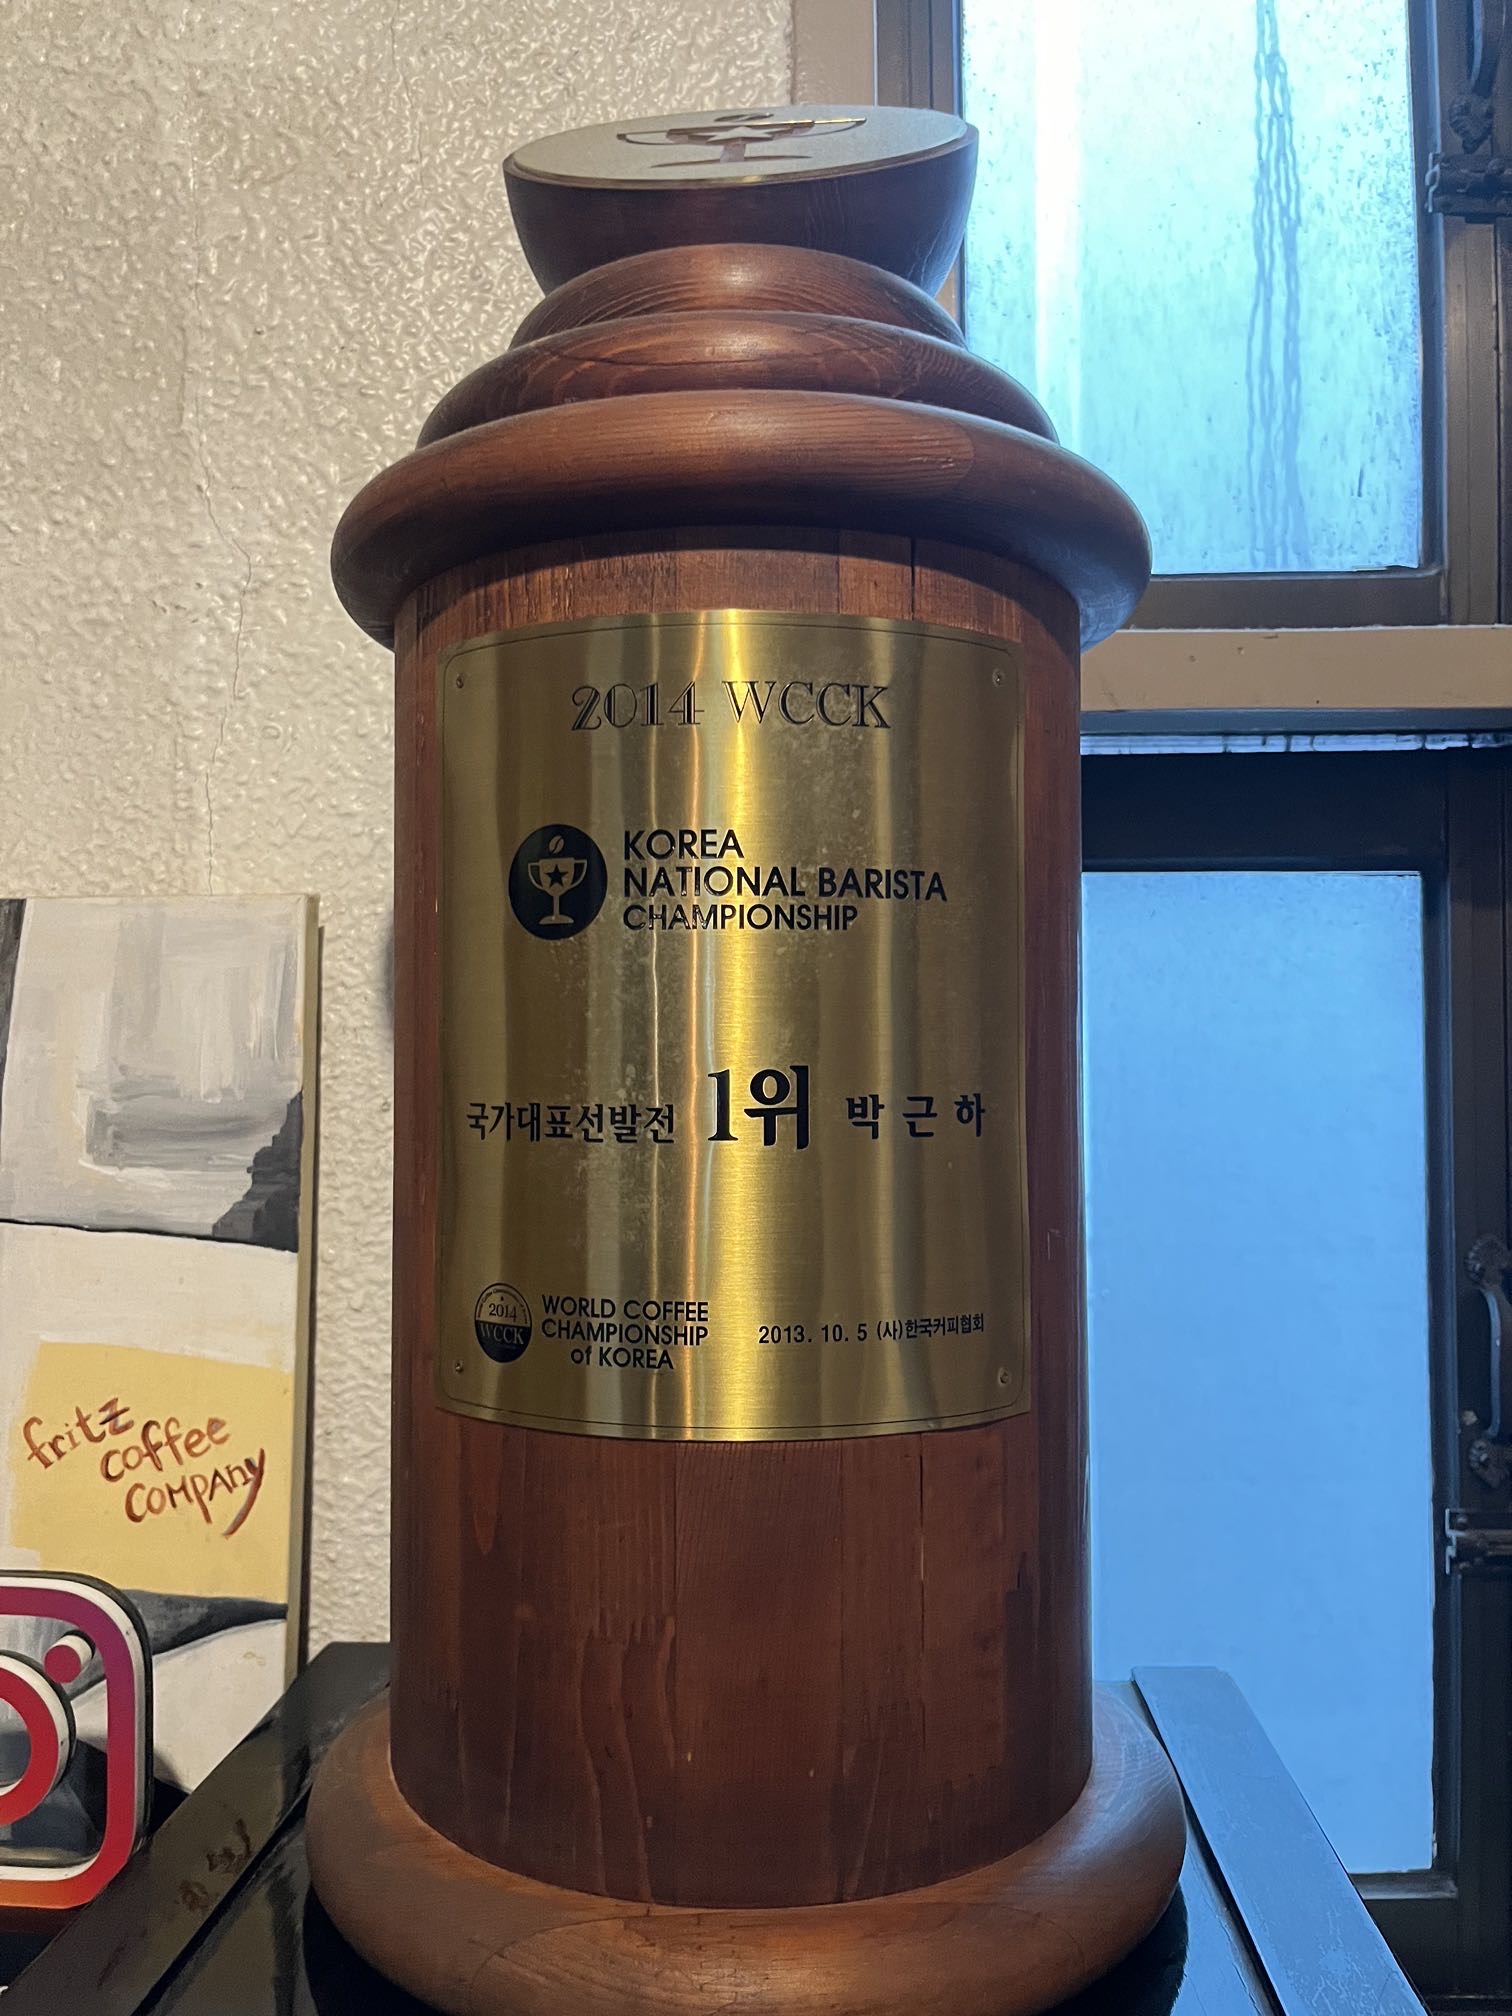 2014 WCCK
KOREA
NATIONAL BARISTA
CHAMPIONSHIP
국가대표선발전 1위 박근하
2014
WCCK
WORLD COFFEE
CHAMPIONSHIP
of KOREA
2013. 10. 5 (사)한국커피협회
fritz
coffee
COMPANY